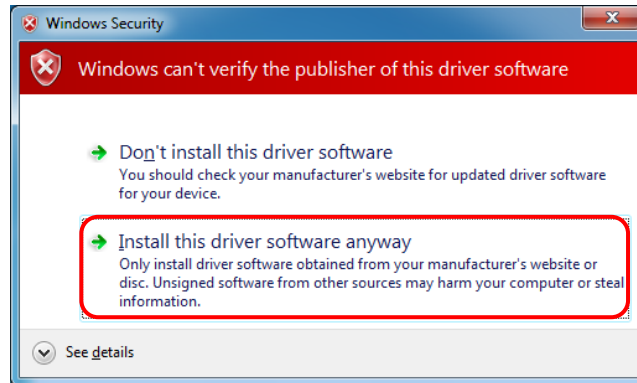 Windows Security
Windows can't verify the publisher of this driver software
Don't install this driver software
You should check your manufacturer's website for updated driver software
for your device.
Install this driver software anyway
Only install driver software obtained from your manufacturer's website or
disc. Unsigned software from other sources may harm your computer or steal
information.
See details